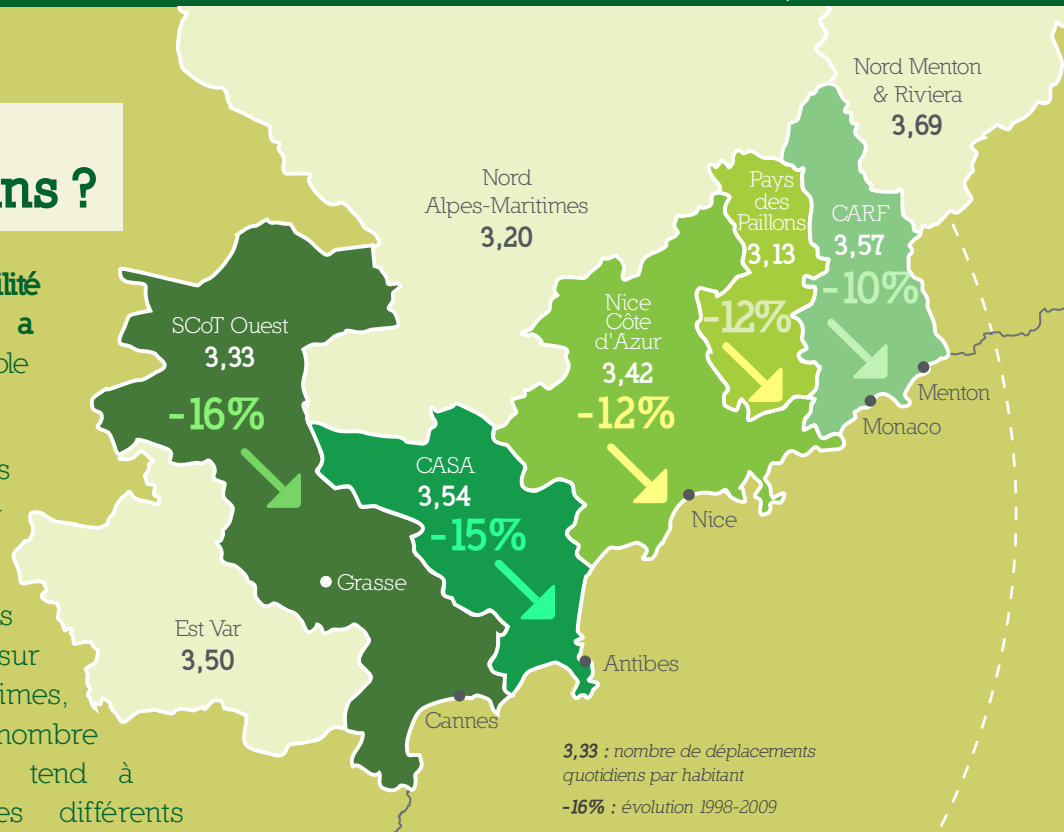 ns ?
ilité
a
ble
s
s
sur
imes,
nombre
tend à
es différents
Nord Menton
& Riviera
3,69
Nord
Alpes-Maritimes
3,20
Pays
des
Paillons
3,13
-12%
CARF
3,57
-10%
SCoT Ouest
3,33
-16%
Nice
Côte
d'Azur
3,42
-12%
CASA
3,54
-15%
Menton
Monaco
Nice
Grasse
Est Var
3,50
Antibes
Cannes
3,33 : nombre de déplacements
quotidiens par habitant
-16% : évolution 1998-2009